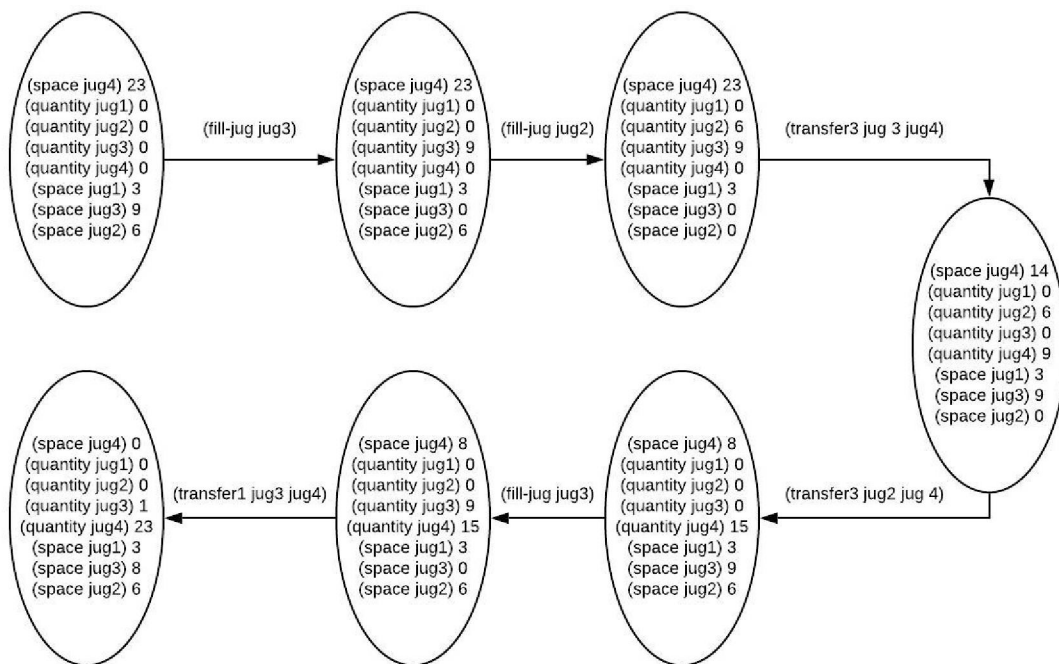 (space jug4) 23
(quantity jug1) 0
(quantity jug2) 0
(quantity jug3) 0
(quantity jug4) 0
(space jug1) 3
(space jug3) 9
(space jug2) 6
(fill-jug jug3)
(space jug4) 23
(quantity jug1) 0
(quantity jug2) 0
(quantity jug3) 9
(quantity jug4) 0
(space jug1) 3
(space jug3) 0
(space jug2) 6
(fill-jug jug2)
(space jug4) 23
(quantity jug1) 0
(quantity jug2) 6
(quantity jug3) 9
(quantity jug4) 0
(space jug1) 3
(space jug3) 0
(space jug2) 0
(transfer3 jug 3 jug4)
(space jug4) 14
(quantity jug1) 0
(quantity jug2) 6
(quantity jug3) 0
(quantity jug4) 9
(space jug1) 3
(space jug3) 9
(space jug2) 0
(transfer3 jug2 jug 4)
(space jug4) 8
(quantity jug1) 0
(quantity jug2) 0
(quantity jug3) 0
(quantity jug4) 15
(space jug1) 3
(space jug3) 9
(space jug2) 6
(fill-jug jug3)
(space jug4) 8
(quantity jug1) 0
(quantity jug2) 0
(quantity jug3) 9
(quantity jug4) 15
(space jug1) 3
(space jug3) 0
(space jug2) 6
(transfer1 jug3 jug4)
(space jug4) 0
(quantity jug1) 0
(quantity jug2) 0
(quantity jug3) 1
(quantity jug4) 23
(space jug1) 3
(space jug3) 8
(space jug2) 6